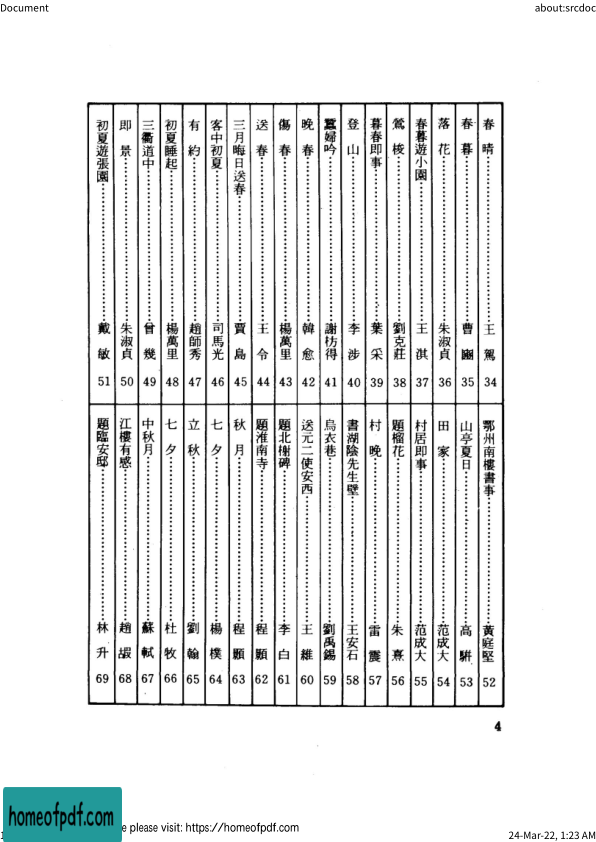 Document
about:srcdoc
春晴 王駕 34
春暮 曹豳 35
落花 朱淑貞 36
春暮遊小園 王淇 37
鶯梭 劉克莊 38
暮春即事 葉采 39
登山 李涉 40
蠶婦吟 謝枋得 41
晚春 韓愈 42
傷春 楊萬里 43
送春 王令 44
三月晦日送春 賈島 45
客中初夏 司馬光 46
有約 趙師秀 47
初夏睡起 楊萬里 48
三衢道中 曾幾 49
即景 朱淑貞 50
初夏遊張園 戴敏 51
鄂州南樓書事 黃庭堅 52
山亭夏日 高駢 53
田家 范成大 54
村居即事 范成大 55
題榴花 朱熹 56
村晚 雷震 57
書湖陰先生壁 王安石 58
烏衣巷 劉禹錫 59
送元二使安西 王維 60
題北榭碑 李白 61
題淮南寺 程顥 62
秋月 程顥 63
七夕 楊樸 64
立秋 劉翰 65
七夕 杜牧 66
中秋月 蘇軾 67
江樓有感 趙嘏 68
題臨安邸 林升 69
4
homeofpdf.com
e please visit: https://homeofpdf.com
24-Mar-22, 1:23 AM